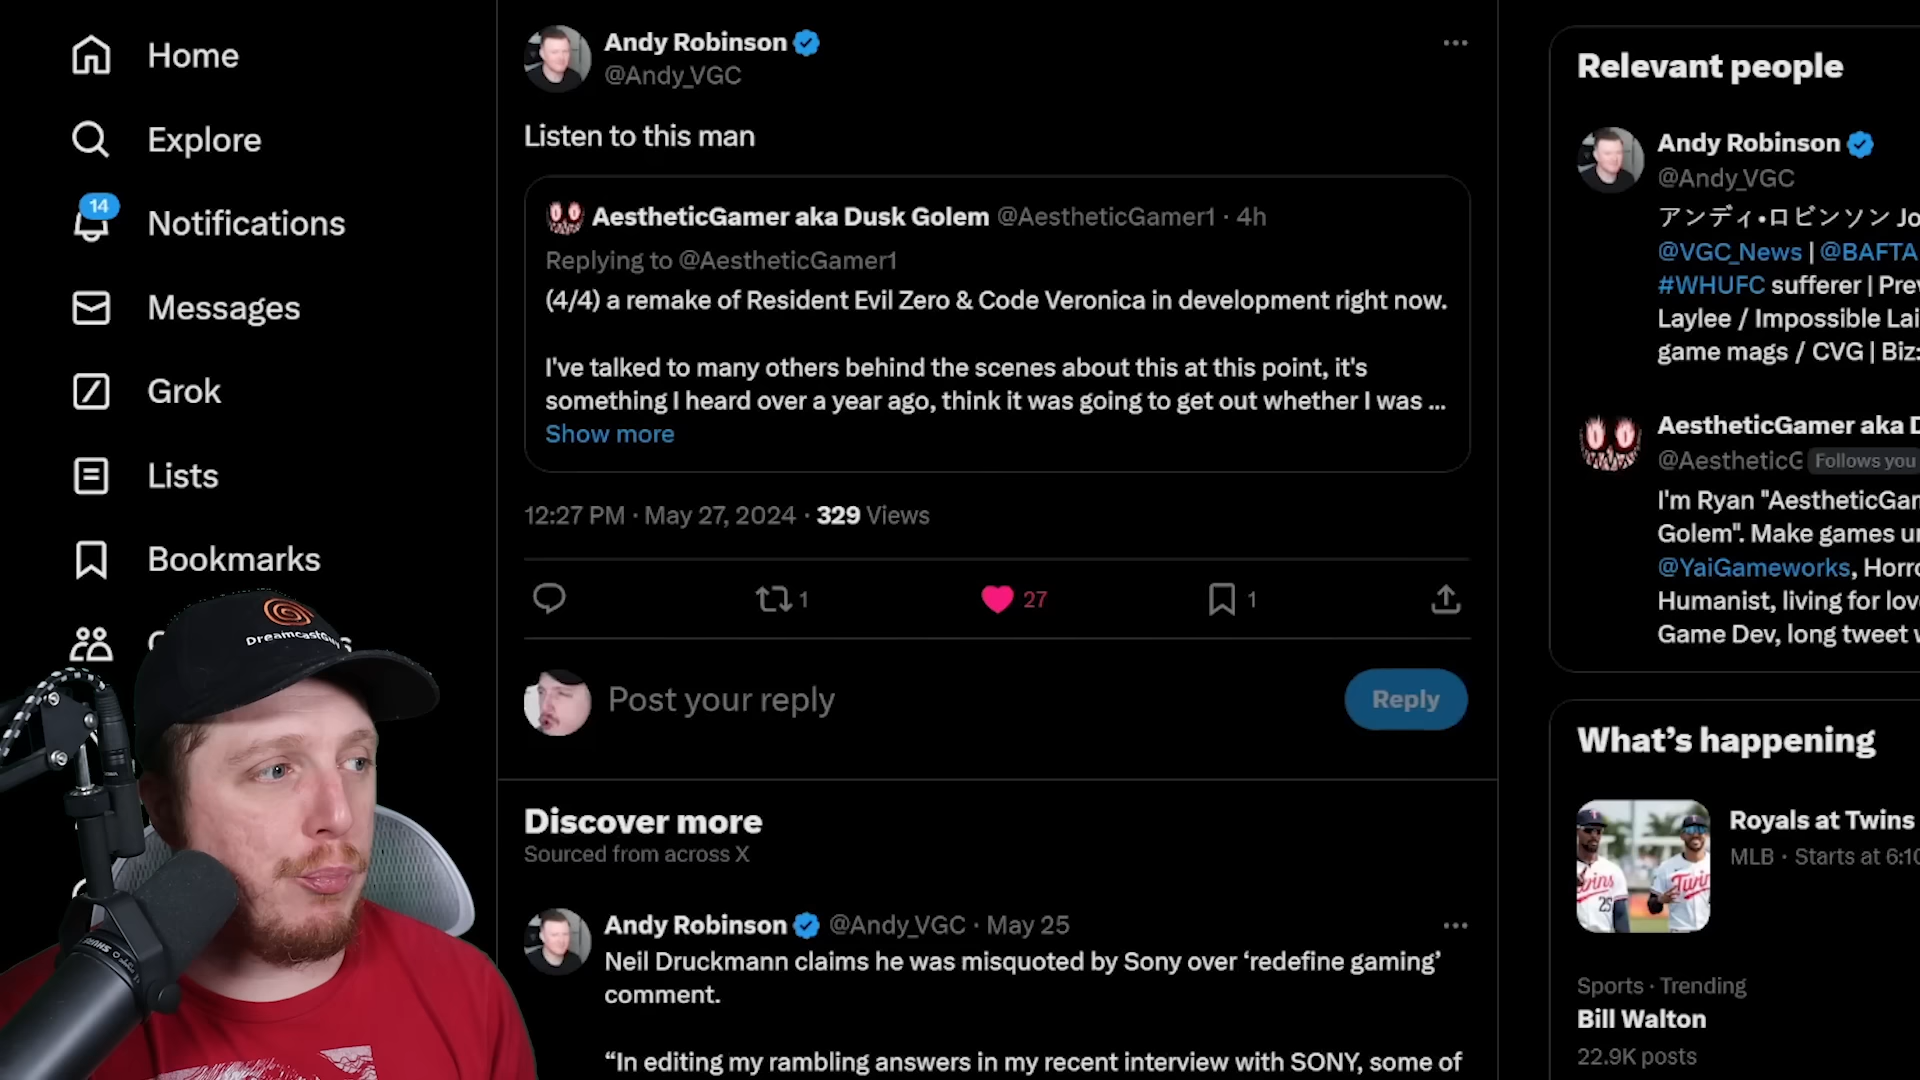 Home
Explore
14
Notifications
Messages
Grok
Lists
Bookmarks
DreamcastGuy
Andy Robinson
@Andy_VGC
Listen to this man
AestheticGamer aka Dusk Golem @AestheticGamer1 · 4h
Replying to @AestheticGamer1
(4/4) a remake of Resident Evil Zero & Code Veronica in development right now.
I've talked to many others behind the scenes about this at this point, it's
something I heard over a year ago, think it was going to get out whether I was ...
Show more
12:27 PM · May 27, 2024 · 329 Views
1
27
1
Post your reply
Reply
Discover more
Sourced from across X
Andy Robinson @Andy_VGC · May 25
Neil Druckmann claims he was misquoted by Sony over ‘redefine gaming’
comment.
“In editing my rambling answers in my recent interview with SONY, some of
Relevant people
Andy Robinson
@Andy_VGC
アンディ•ロビンソン Jo
@VGC_News | @BAFTA
#WHUFC sufferer | Prev
Laylee / Impossible Lai
game mags / CVG | Biz:
AestheticGamer aka D
@AestheticG Follows you
I'm Ryan "AestheticGam
Golem". Make games un
@YaiGameworks, Horro
Humanist, living for love
Game Dev, long tweet w
What’s happening
Royals at Twins
MLB · Starts at 6:10
Twins
25
Twin
Sports · Trending
Bill Walton
22.9K posts
SHURE